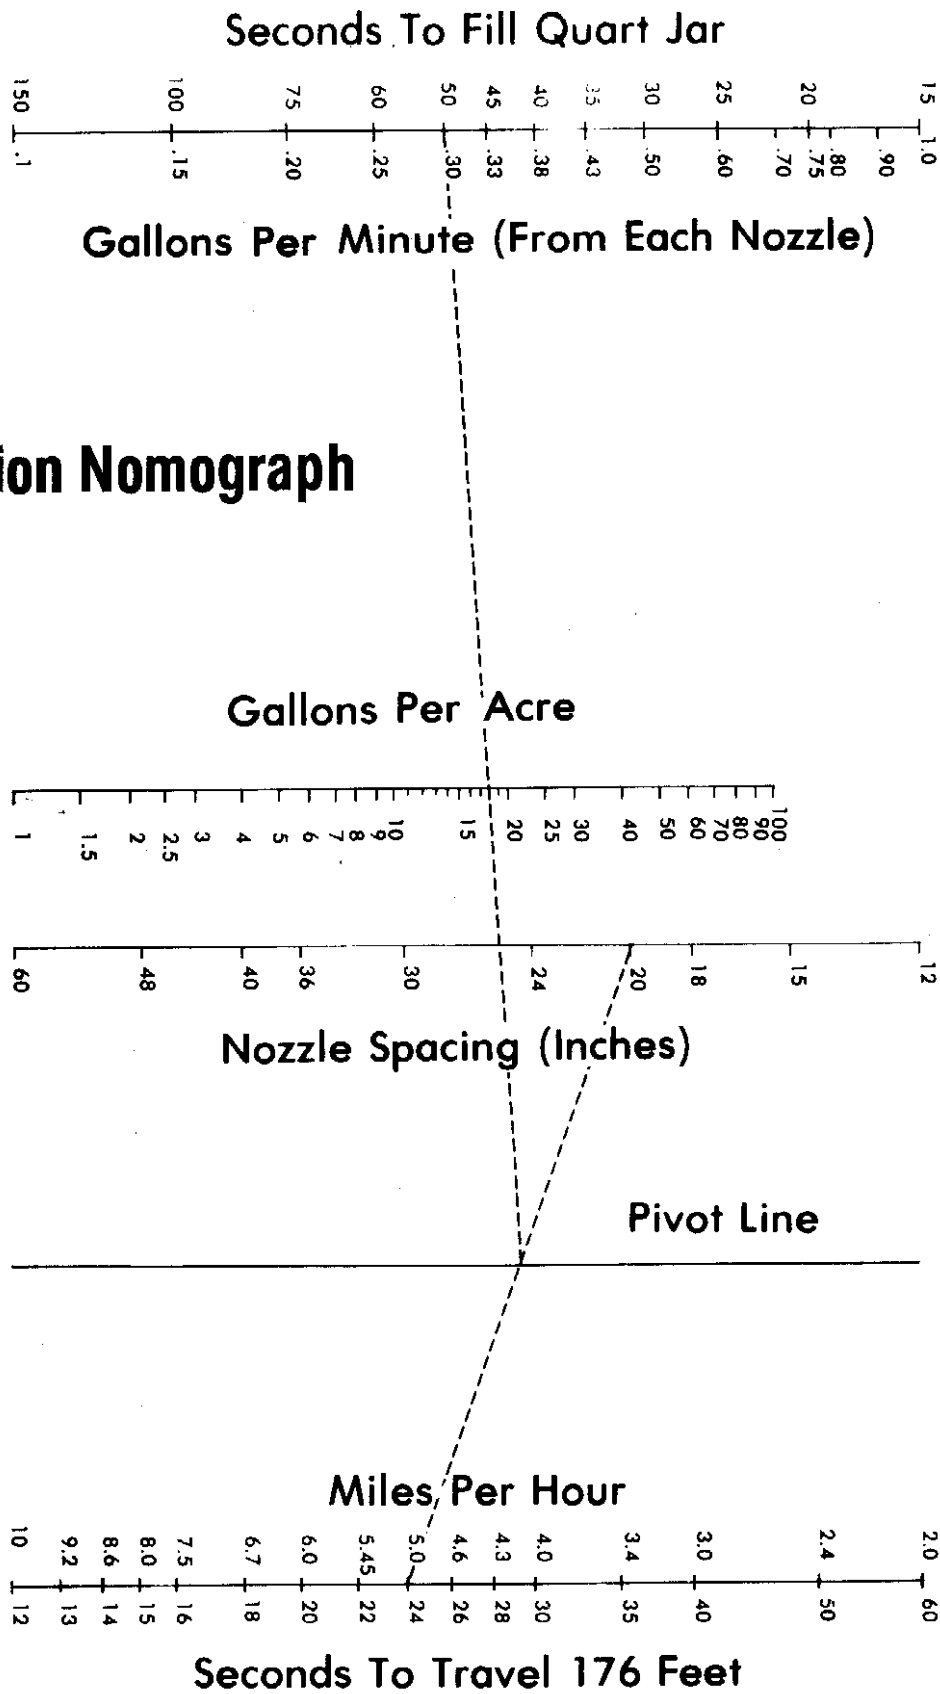 Seconds To Fill Quart Jar
150 100 75 60 50 45 40 35 30 25 20 15
.1 .15 .20 .25 .30 .33 .38 .43 .50 .60 .70 .75 .80 .90 1.0
Gallons Per Minute (From Each Nozzle)
ion Nomograph
Gallons Per Acre
1 1.5 2 2.5 3 4 5 6 7 8 9 10 15 20 25 30 40 50 60 70 80 90 100
60 48 40 36 30 24 20 18 15 12
Nozzle Spacing (Inches)
Pivot Line
Miles Per Hour
10 9.2 8.6 8.0 7.5 6.7 6.0 5.45 5.0 4.6 4.3 4.0 3.4 3.0 2.4 2.0
12 13 14 15 16 18 20 22 24 26 28 30 35 40 50 60
Seconds To Travel 176 Feet